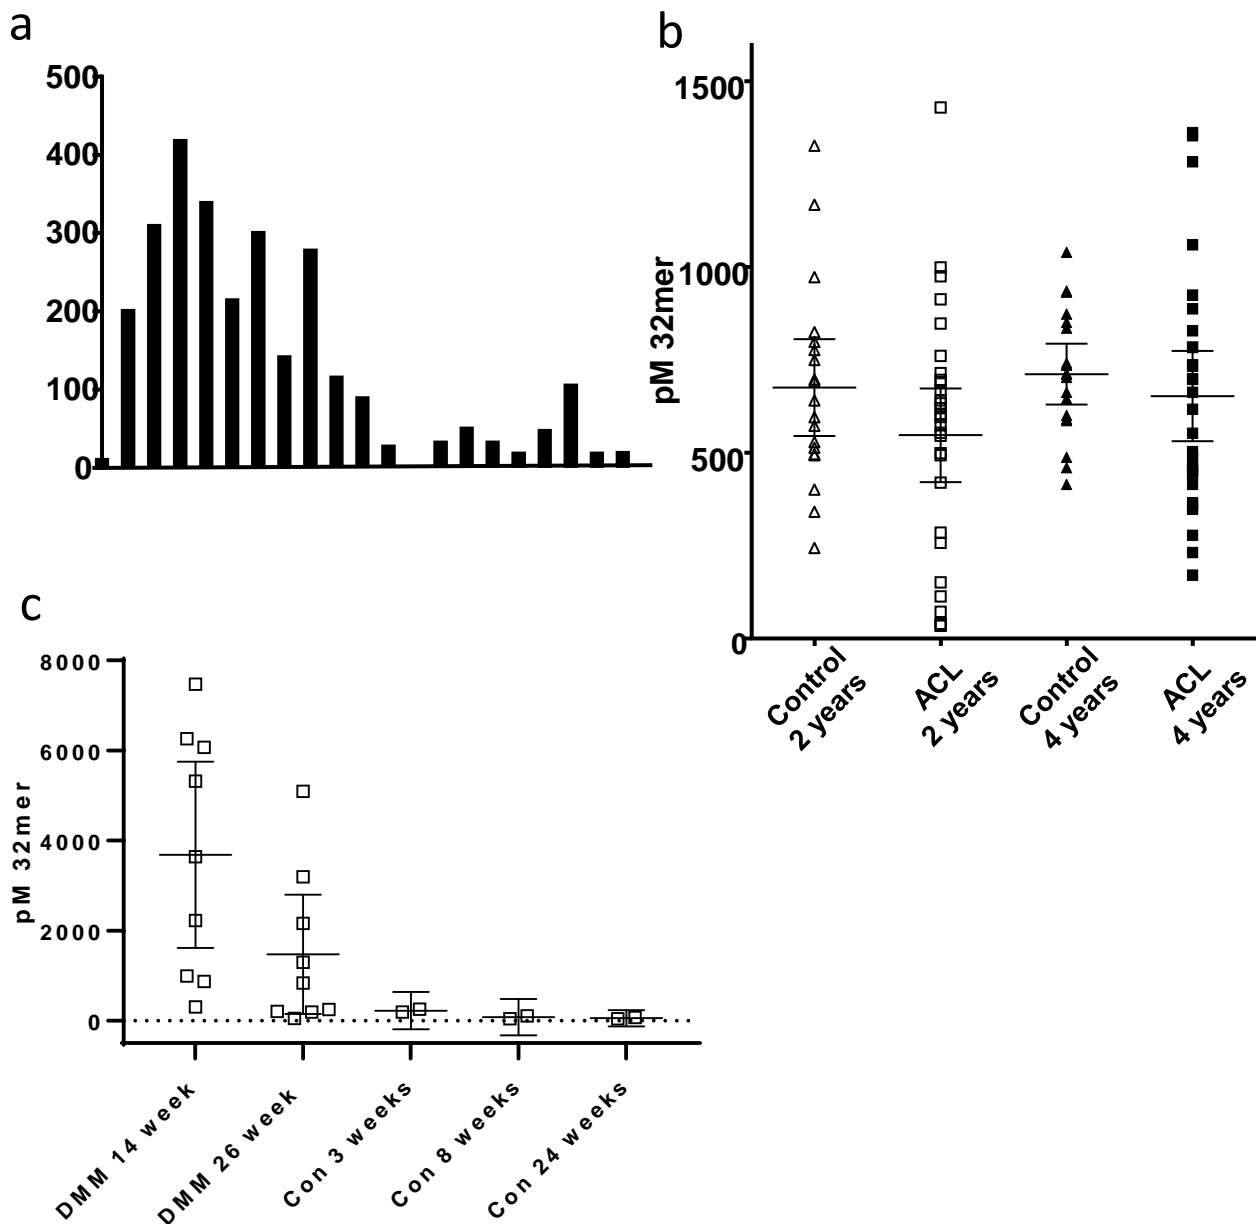 a
500
400
300
200
100
0
b
pM 32mer
1500
1000
500
0
Control
2 years
ACL
2 years
Control
4 years
ACL
4 years
c
pM 32mer
8000
6000
4000
2000
0
DMM 14 week
DMM 26 week
Con 3 weeks
Con 8 weeks
Con 24 weeks